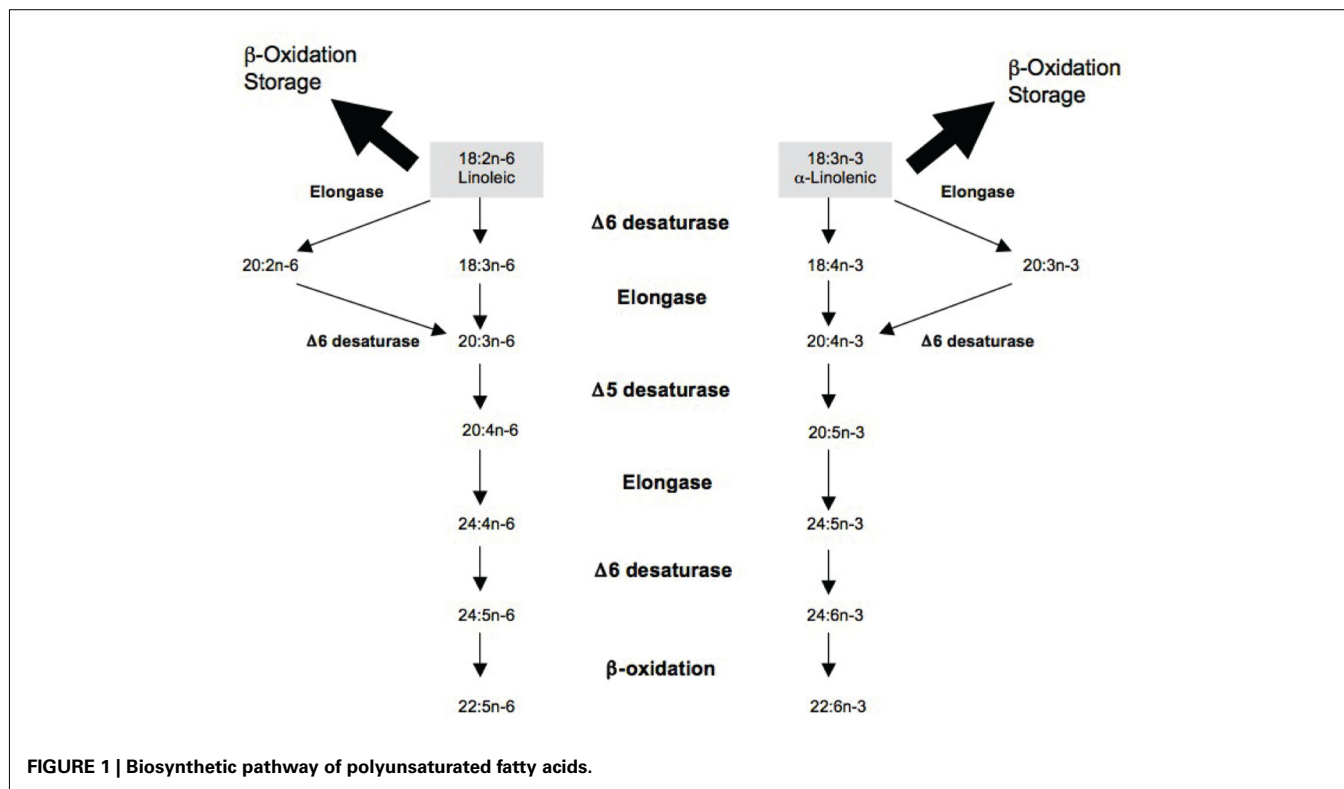 β-Oxidation
Storage
β-Oxidation
Storage
18:2n-6
Linoleic
18:3n-3
α-Linolenic
Elongase
Elongase
Δ6 desaturase
20:2n-6
18:3n-6
18:4n-3
20:3n-3
Elongase
Δ6 desaturase
20:3n-6
20:4n-3
Δ6 desaturase
Δ5 desaturase
20:4n-6
20:5n-3
Elongase
24:4n-6
24:5n-3
Δ6 desaturase
24:5n-6
24:6n-3
β-oxidation
22:5n-6
22:6n-3
FIGURE 1 | Biosynthetic pathway of polyunsaturated fatty acids.